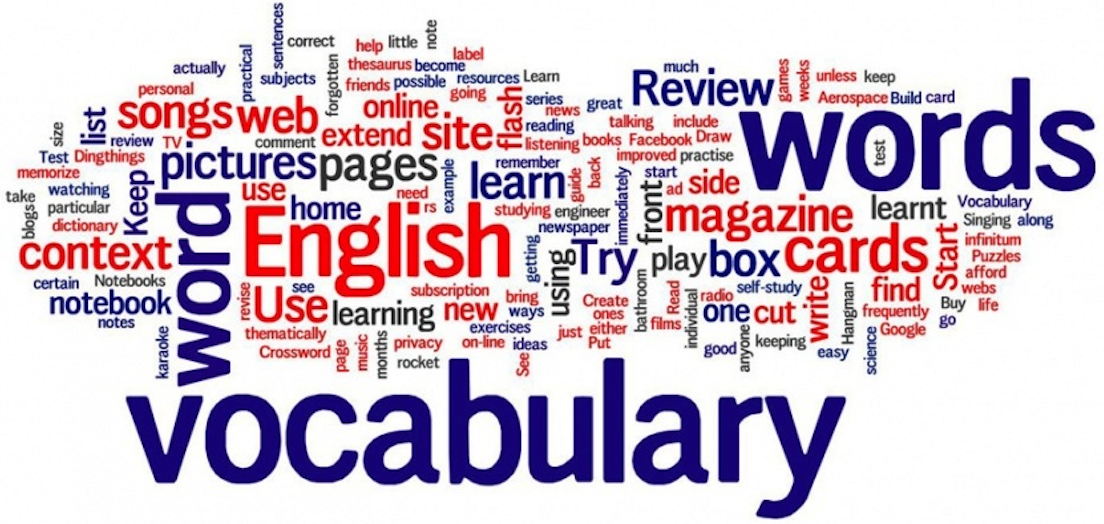 sentences
correct
help
little
note
label
actually
practical
subjects
forgotten
thesaurus
become
friends
possible
resources
Learn
going
personal
songs
web
online
flash
series
news
great
Review
much
games
weeks
unless
keep
Aerospace
Build
card
words
size
list
review
TV
comment
extend
site
reading
listening
talking
include
books
Facebook
Draw
improved
practise
test
Test
Dingthings
memorize
pictures
pages
example
remember
learn
guide
back
start
ad
side
take
blogs
watching
particular
dictionary
Keep
word
use
home
need
rs
studying
engineer
newspaper
immediately
front
magazine
learnt
Vocabulary
Singing
along
context
English
getting
using
Try
play
box
cards
Start
infinitum
Puzzles
afford
webs
life
certain
Notebooks
notebook
notes
revise
see
Use
learning
subscription
new
bring
ways
exercises
Create
ones
either
just
Put
bathroom
films
Read
individual
radio
self-study
one
cut
write
Hangman
find
frequently
Google
Buy
go
karaoke
thematically
Crossword
page
music
months
privacy
rocket
on-line
ideas
See
good
anyone
keeping
easy
science
vocabulary